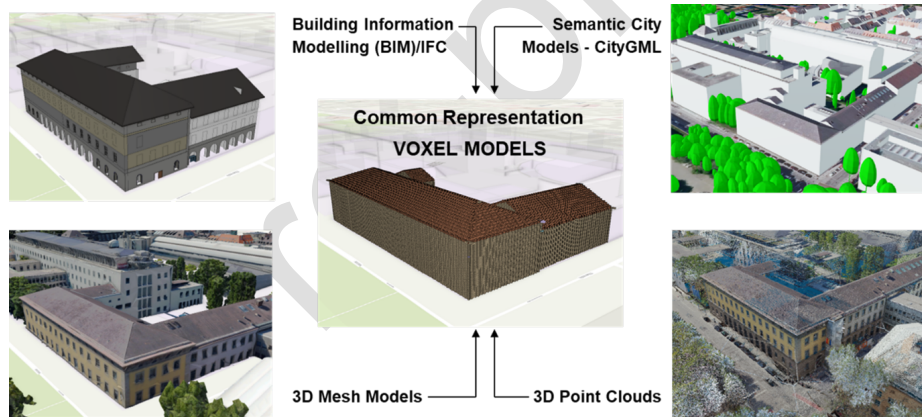 Building Information
Modelling (BIM)/IFC
Semantic City
Models - CityGML
Common Representation
VOXEL MODELS
3D Mesh Models
3D Point Clouds